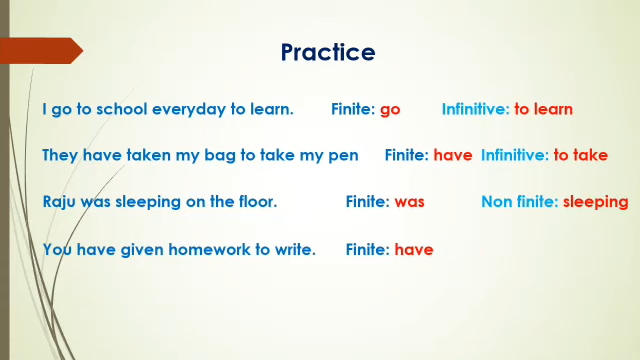 Practice
I go to school everyday to learn. Finite: go Infinitive: to learn
They have taken my bag to take my pen Finite: have Infinitive: to take
Raju was sleeping on the floor. Finite: was Non finite: sleeping
You have given homework to write. Finite: have